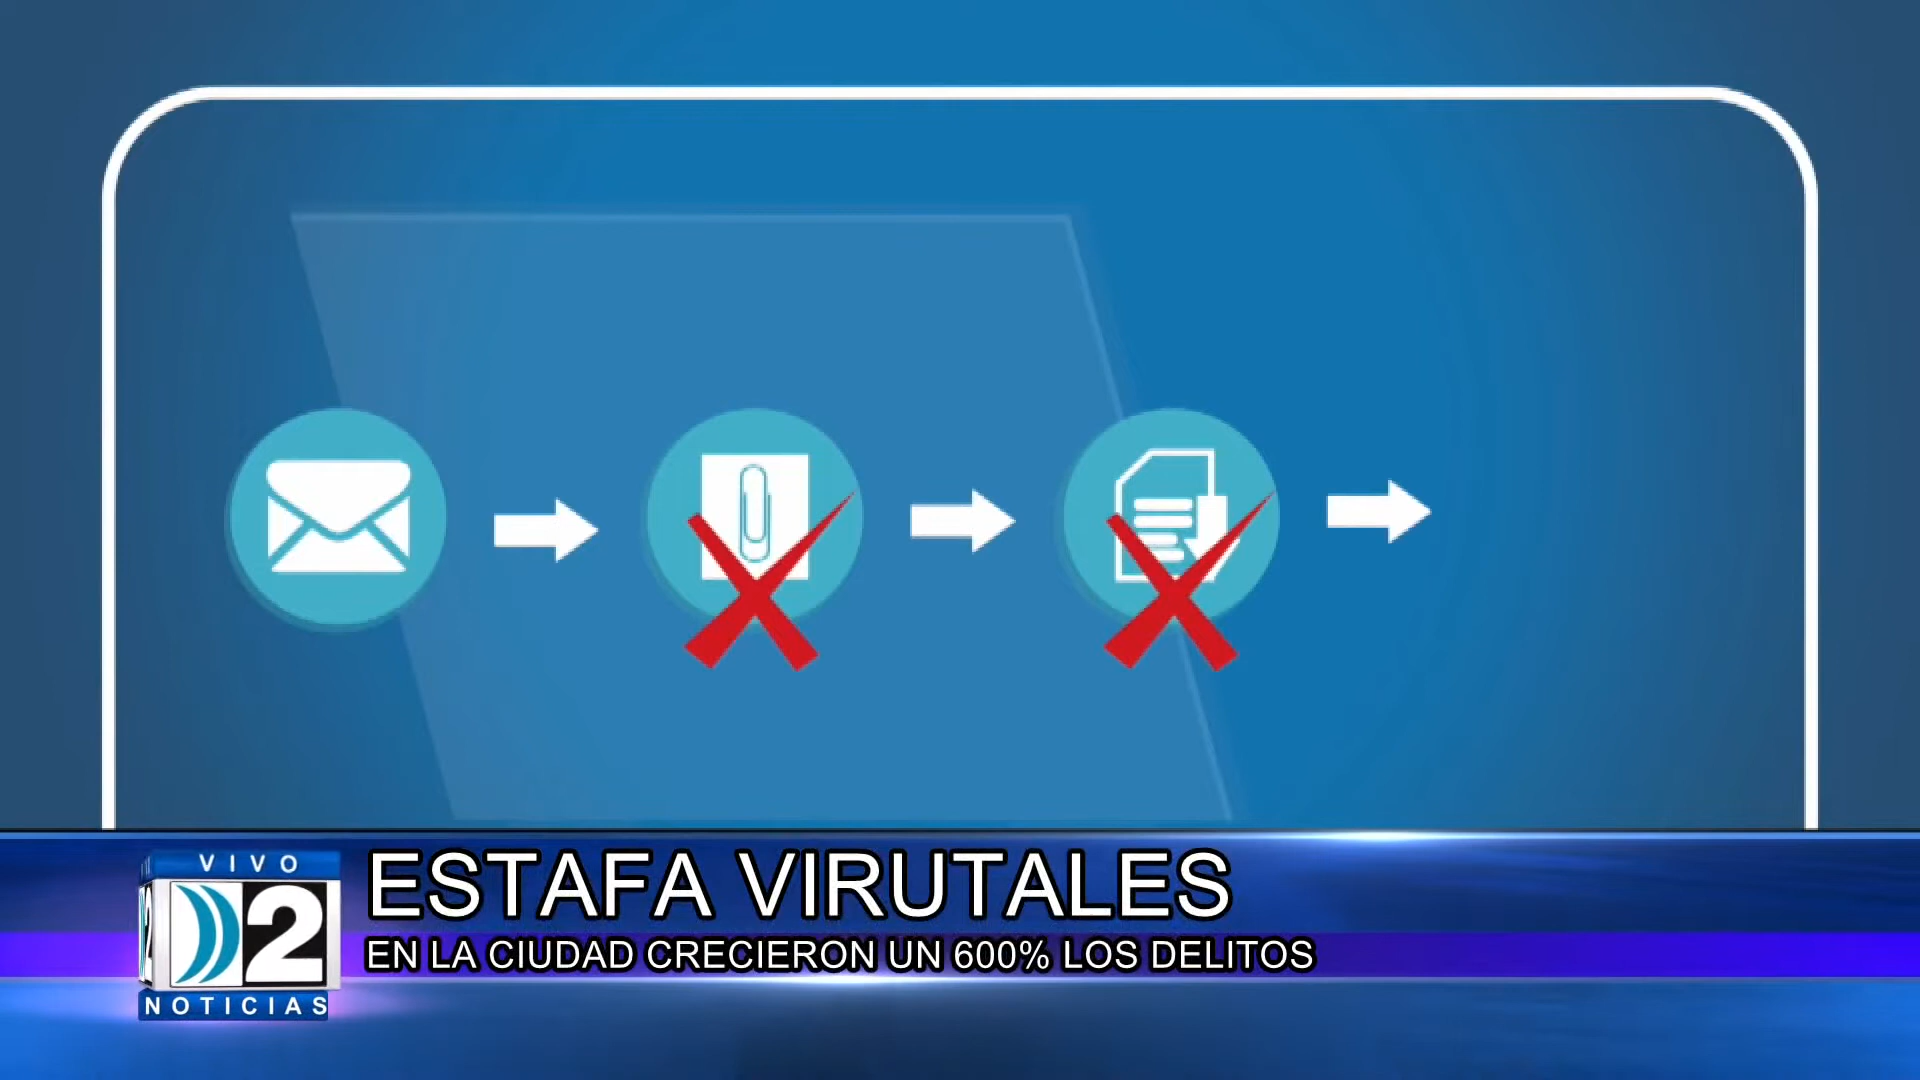 VIVO
2
NOTICIAS
ESTAFA VIRUTALES
EN LA CIUDAD CRECIERON UN 600% LOS DELITOS